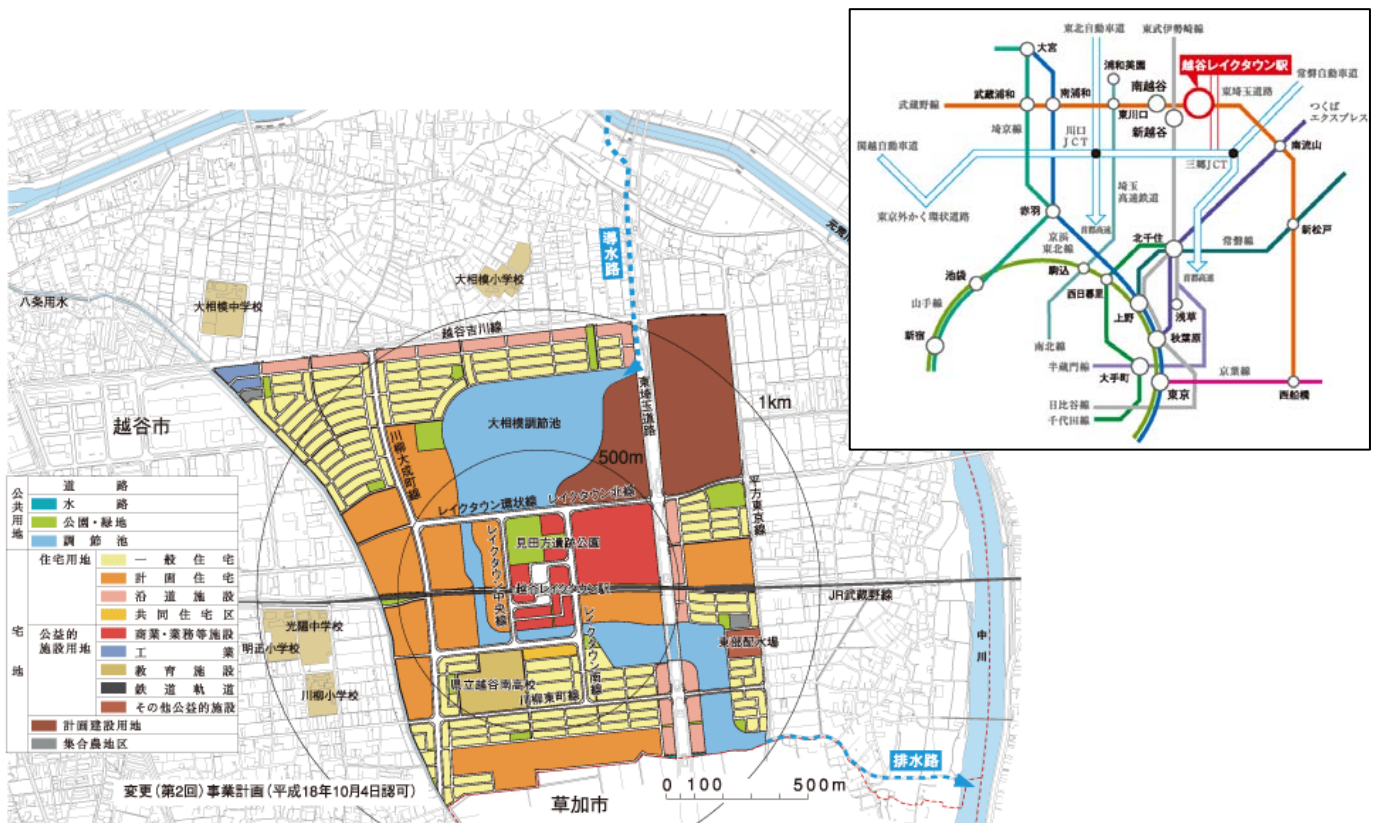 東北自動車道
東武伊勢崎線
大宮
浦和美園
越谷レイクタウン駅
常磐自動車道
武蔵浦和
南浦和
南越谷
東埼玉道路
武蔵野線
東川口
新越谷
つくば
エクスプレス
埼京線
川口
JCT
関越自動車道
三郷JCT
南流山
埼玉
高速鉄道
東京外かく環状道路
赤羽
首都高速
京浜
東北線
北千住
常磐線
新松戸
池袋
駒込
首都高速
西日暮里
山手線
上野
浅草
新宿
南北線
秋葉原
半蔵門線
大手町
京葉線
東京
西船橋
日比谷線
千代田線
導水路
大相模小学校
八条用水
大相模中学校
越谷吉川線
東埼玉道路
1km
大相模調節池
越谷市
川柳大成町線
500m
レイクタウン環状線
レイクタウン北線
平方東京線
見田方遺跡公園
レイクタウン中央線
越谷レイクタウン駅
JR武蔵野線
光陽中学校
レイクタウン南線
明正小学校
東部配水場
中川
県立越谷南高校
川柳小学校
川柳東町線
排水路
公共用地
道路
水路
公園・緑地
調節池
宅地
住宅用地
一般住宅
計画住宅
沿道施設
共同住宅区
公益的
施設用地
商業・業務等施設
工業
教育施設
鉄道軌道
その他公益的施設
計画建設用地
集合農地区
変更(第2回)事業計画(平成18年10月4日認可)
草加市
0 100 500m